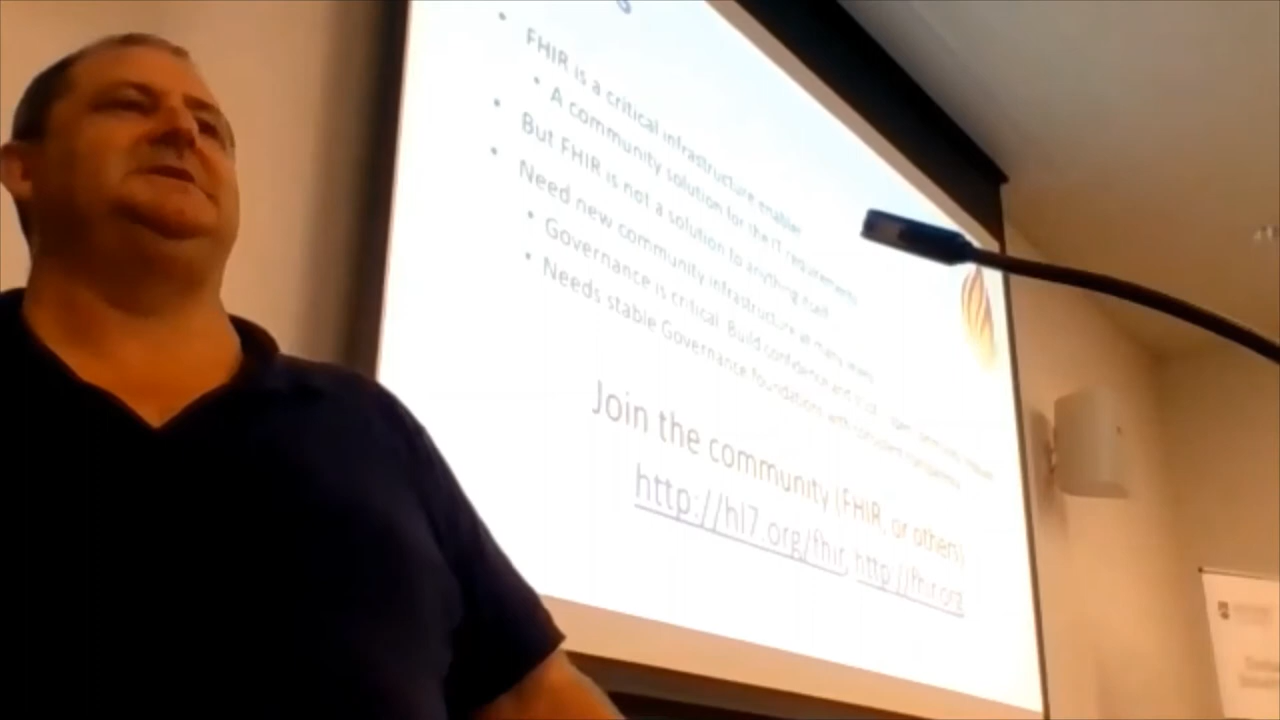 FHIR is a critical infrastructure enabler
A community solution for the IT requirements
But FHIR is not a solution to anything itself
Need new community infrastructure at many levels
Governance is critical. Build confidence and trust
Needs stable Governance foundations with consistent
Join the community (FHIR, or others)
http://hl7.org/fhir, http://fhir.org